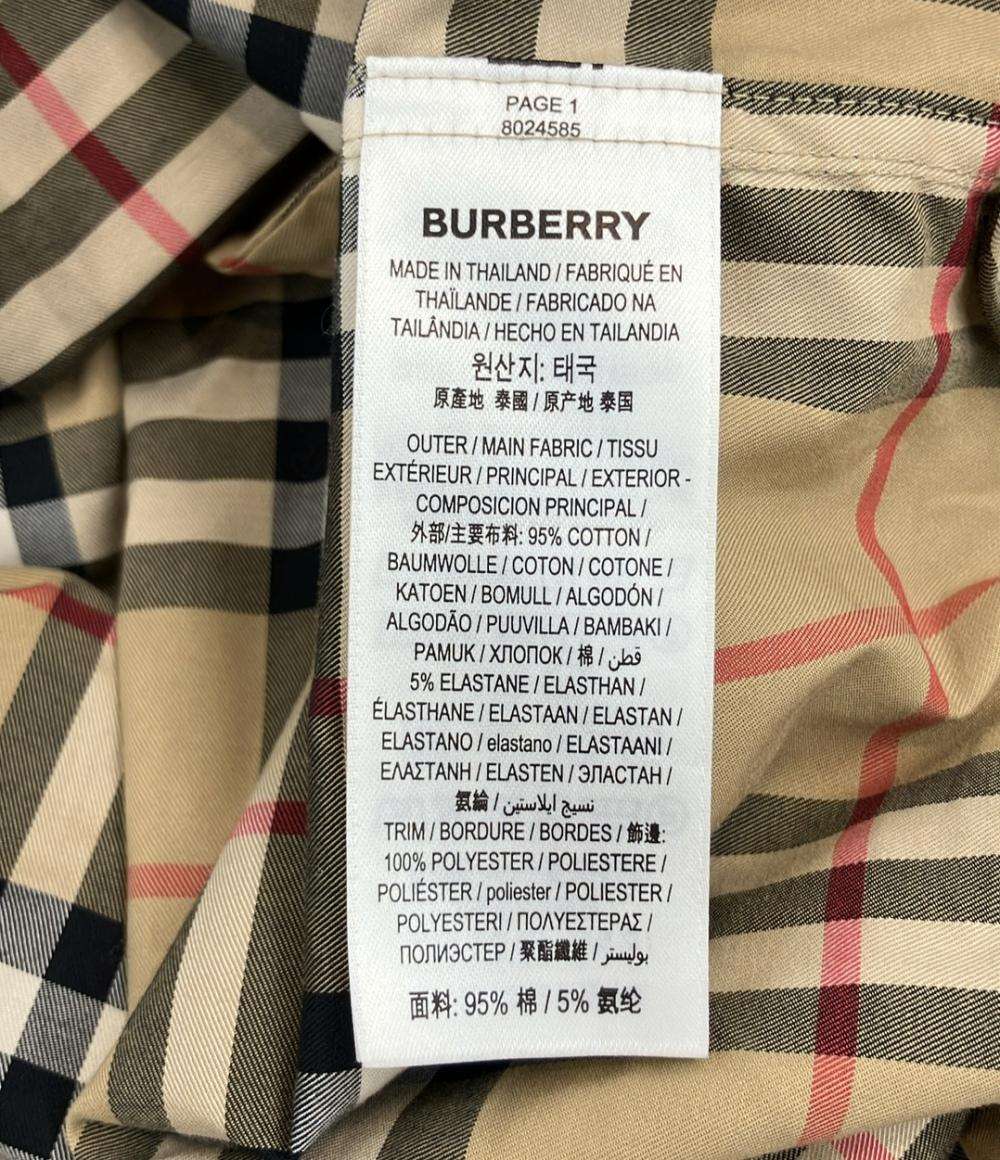 PAGE 1
8024585
BURBERRY
MADE IN THAILAND / FABRIQUÉ EN
THAÏLANDE / FABRICADO NA
TAILÂNDIA / HECHO EN TAILANDIA
원산지: 태국
原產地 泰國 / 原产地 泰国
OUTER / MAIN FABRIC / TISSU
EXTÉRIEUR / PRINCIPAL / EXTERIOR -
COMPOSICION PRINCIPAL /
外部/主要布料: 95% COTTON /
BAUMWOLLE / COTON / COTONE /
KATOEN / BOMULL / ALGODÓN /
ALGODÃO / PUUVILLA / BAMBAKI /
PAMUK / ХЛОПОК / 棉 / قطن
5% ELASTANE / ELASTHAN /
ÉLASTHANE / ELASTAAN / ELASTAN /
ELASTANO / elastano / ELASTAANI /
ΕΛΑΣΤΑΝΗ / ELASTEN / ЭЛАСТАН /
氨綸 / نسيج ايلاستين
TRIM / BORDURE / BORDES / 飾邊:
100% POLYESTER / POLIESTERE /
POLIÉSTER / poliester / POLIESTER /
POLYESTERI / ΠΟΛΥΕΣΤΕΡΑΣ /
ПОЛИЭСТЕР / 聚酯纖維 / بوليستر
面料: 95% 棉 / 5% 氨纶